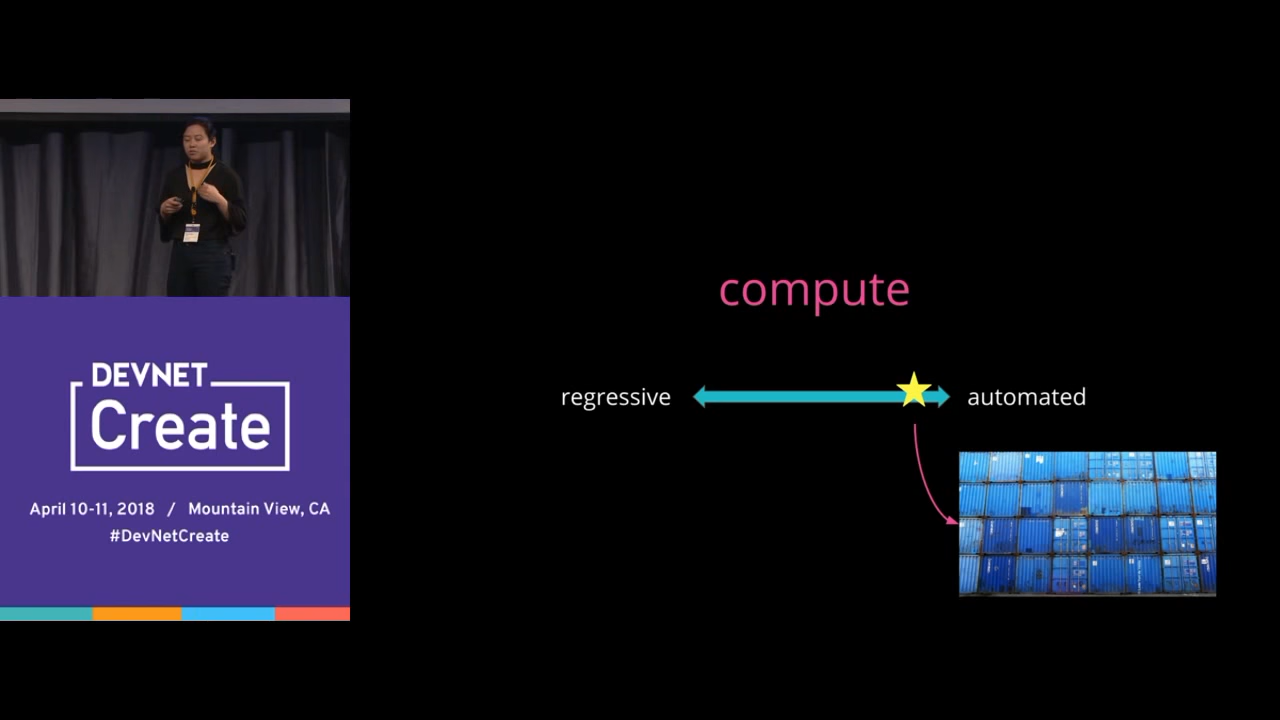 DEVNET
Create
April 10-11, 2018 / Mountain View, CA
#DevNetCreate
compute
regressive
automated